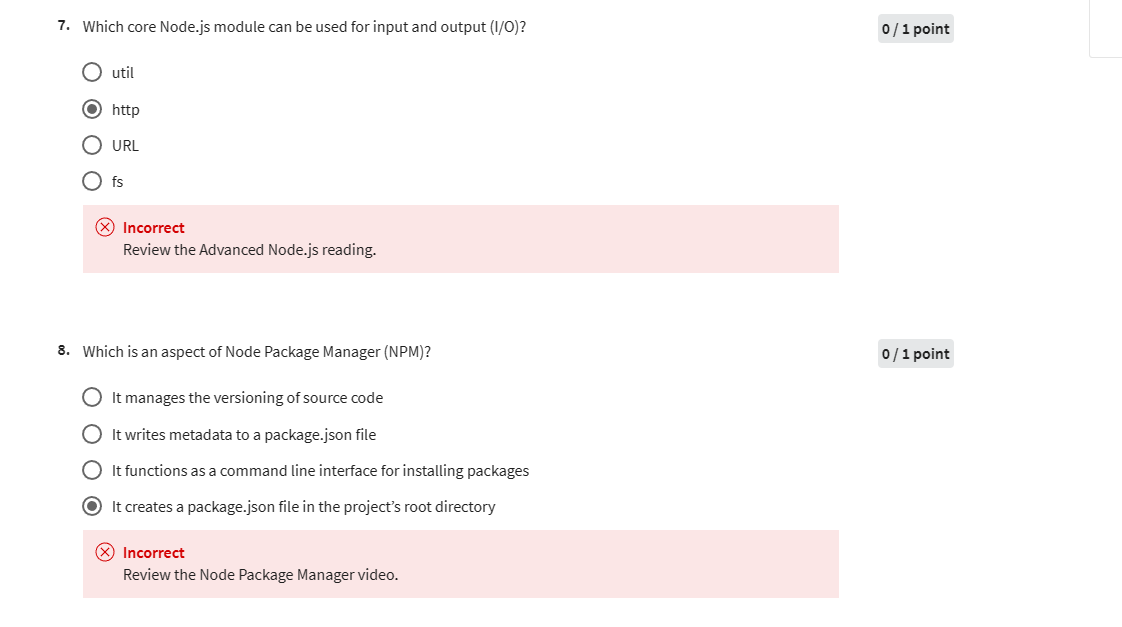 7. Which core Node.js module can be used for input and output (I/O)? 0 / 1 point
util
http
URL
fs
Incorrect
Review the Advanced Node.js reading.
8. Which is an aspect of Node Package Manager (NPM)? 0 / 1 point
It manages the versioning of source code
It writes metadata to a package.json file
It functions as a command line interface for installing packages
It creates a package.json file in the project’s root directory
Incorrect
Review the Node Package Manager video.